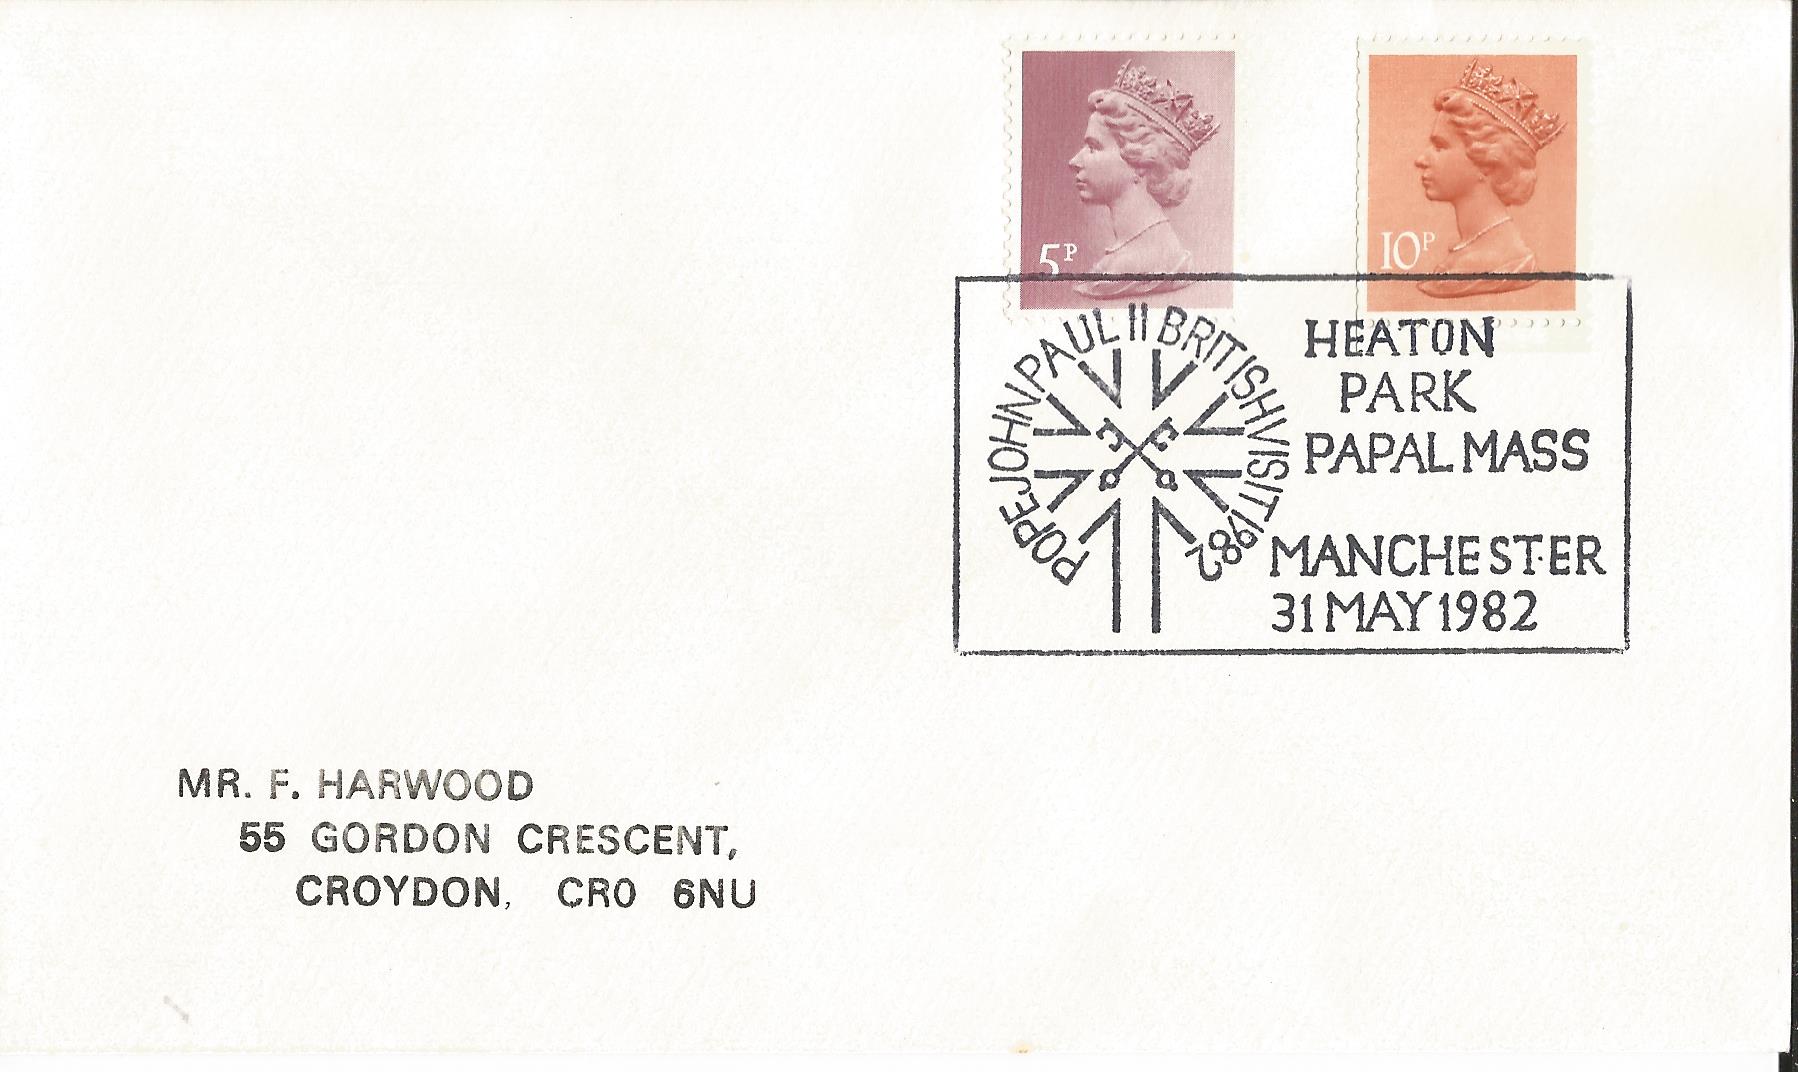 5P
10P
POPE JOHN PAUL II BRITISH VISIT 1982
HEATON
PARK
PAPAL MASS
MANCHESTER
31 MAY 1982
MR. F. HARWOOD
55 GORDON CRESCENT,
CROYDON, CR0 6NU